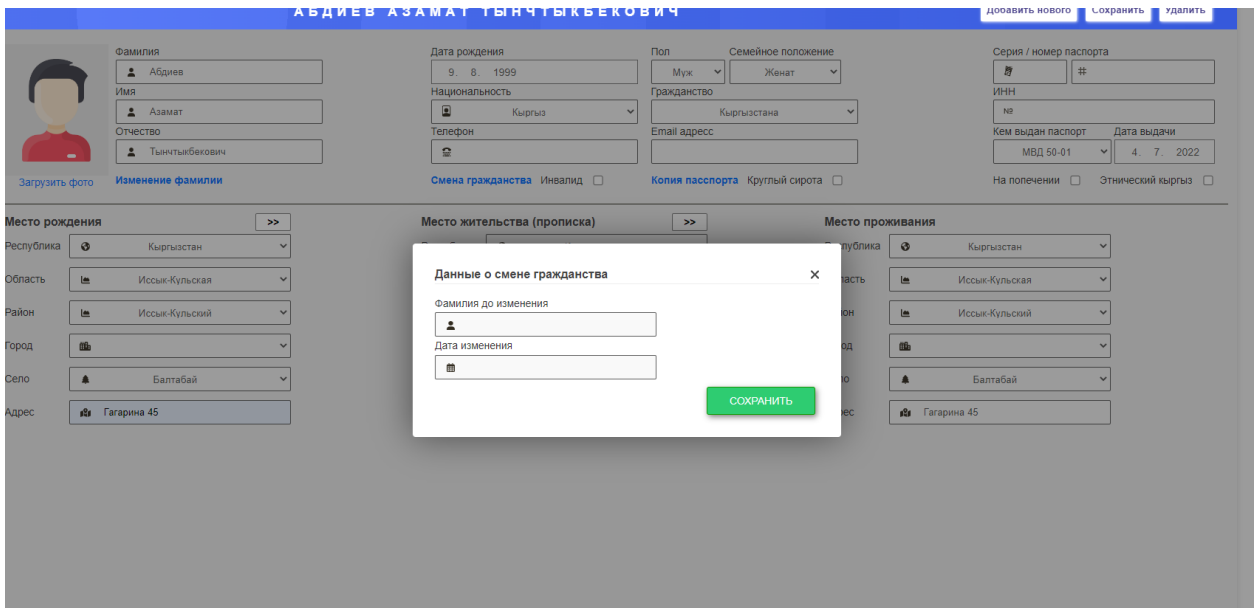 АБДИЕВ АЗАМАТ ТЫНЧТЫКБЕКОВИЧ
Добавить нового Сохранить Удалить
Фамилия Дата рождения Пол Семейное положение Серия / номер паспорта
Абдиев 9. 8. 1999 Муж Женат #
Имя Национальность Гражданство ИНН
Азамат Кыргыз Кыргызстана №
Отчество Телефон Email адресс Кем выдан паспорт Дата выдачи
Тынчтыкбекович МВД 50-01 4. 7. 2022
Загрузить фото Изменение фамилии Смена гражданства Инвалид Копия пасспорта Круглый сирота На попечении Этнический кыргыз
Место рождения >> Место жительства (прописка) >> Место проживания
Республика Кыргызстан Кыргызстан
Область Иссык-Кульская Иссык-Кульская
Район Иссык-Кульский Иссык-Кульский
Город
Село Балтабай Балтабай
Адрес Гагарина 45 Гагарина 45
Данные о смене гражданства ×
Фамилия до изменения
Дата изменения
СОХРАНИТЬ